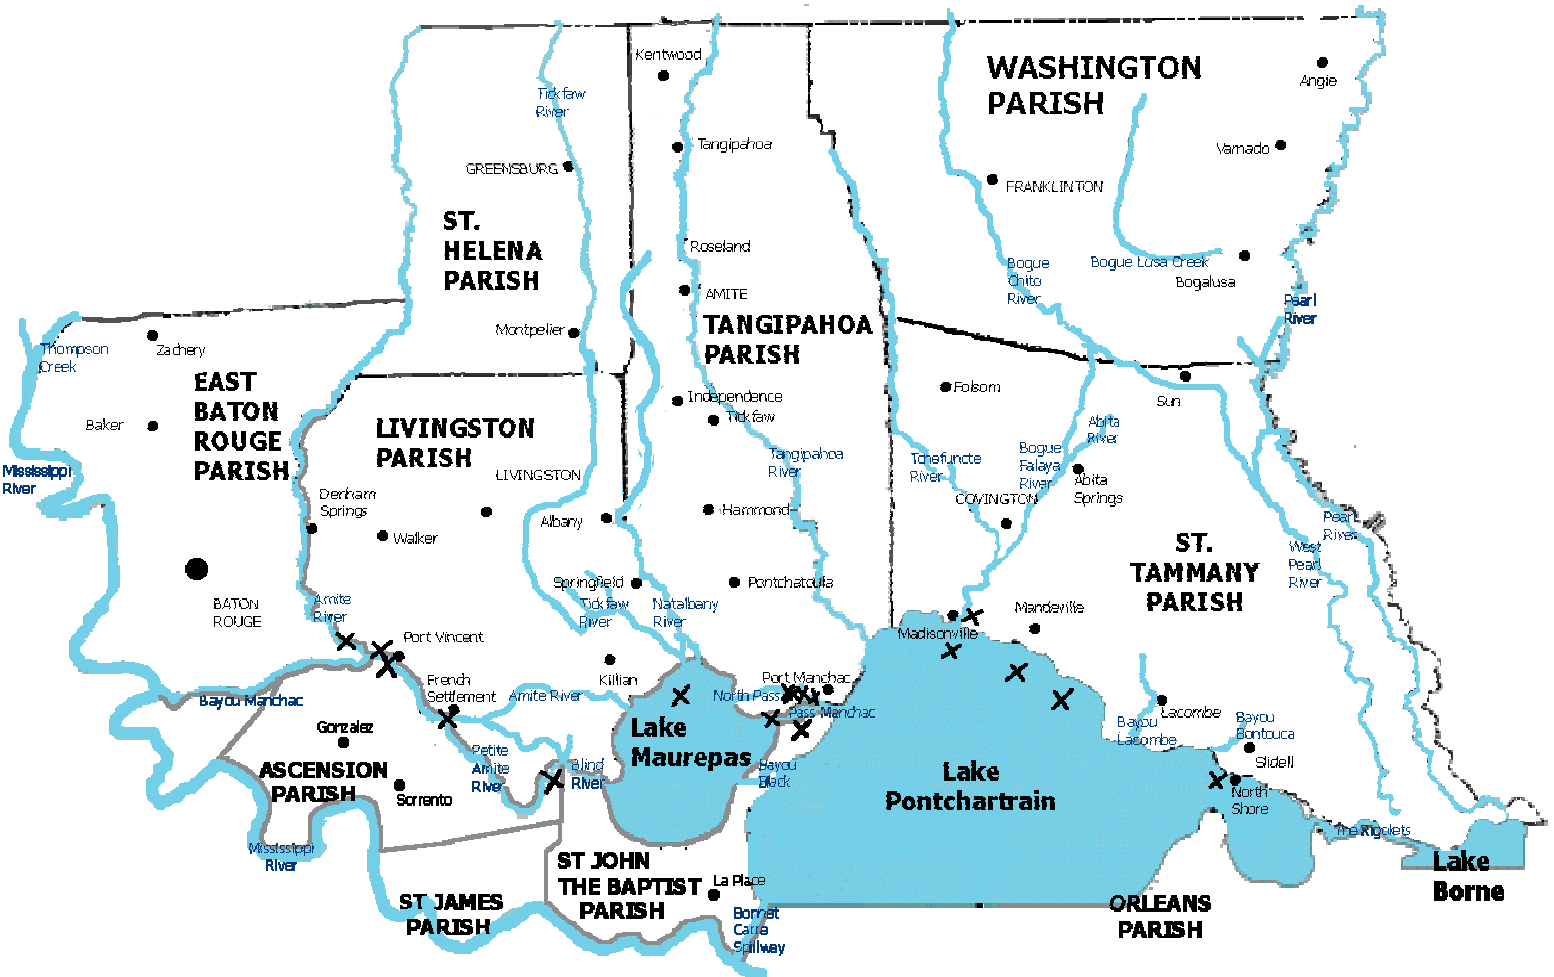 Kentwood
WASHINGTON
PARISH
Angie
Tickfaw
River
Tangipahoa
Varnado
GREENSBURG
FRANKLINTON
ST.
HELENA
PARISH
Roseland
Bogue
Chito
River
Bogue Lusa Creek
Bogalusa
AMITE
Pearl
River
Montpelier
TANGIPAHOA
PARISH
Thompson
Creek
Zachery
EAST
BATON
ROUGE
PARISH
Folsom
Sun
Independence
Tickfaw
Baker
LIVINGSTON
PARISH
Abita
River
Tangipahoa
River
Tchefuncte
River
Bogue
Falaya
River
Mississippi
River
LIVINGSTON
Abita
Springs
COVINGTON
Denham
Springs
Walker
Albany
Hammond
Pearl
River
West
Pearl
River
ST.
TAMMANY
PARISH
BATON
ROUGE
Springfield
Pontchatoula
Amite
River
Tickfaw
River
Natalbany
River
Mandeville
Madisonville
Port Vincent
French
Settlement
Killian
Port Manchac
Bayou Manchac
Amite River
North Pass
Pass Manchac
Lacombe
Gonzalez
Lake
Maurepas
Bayou
Lacombe
Bayou
Bontouca
Slidell
ASCENSION
PARISH
Sorrento
Petite
Amite
River
Blind
River
Bayou
Black
Lake
Pontchartrain
North
Shore
The Rigolets
Mississippi
River
Lake
Borne
ST JOHN
THE BAPTIST
PARISH
La Place
ST JAMES
PARISH
Bonnet
Carre
Spillway
ORLEANS
PARISH